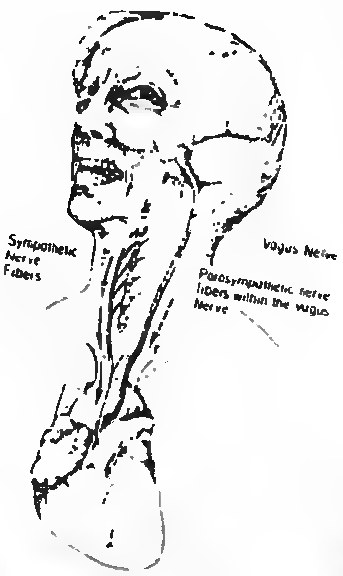 Sympathetic
Nerve
Fibers
Vagus Nerve
Parasympathetic nerve
fibers within the vagus
Nerve